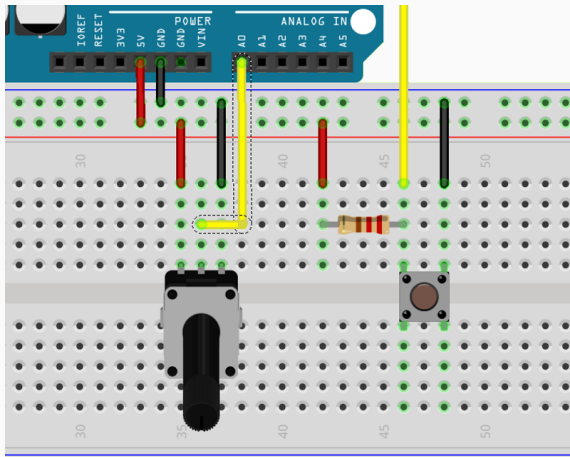 POWER
ANALOG IN
IOREF
RESET
3V3
5V
GND
GND
VIN
A0
A1
A2
A3
A4
A5
30
40
45
50
30
35
40
45
50